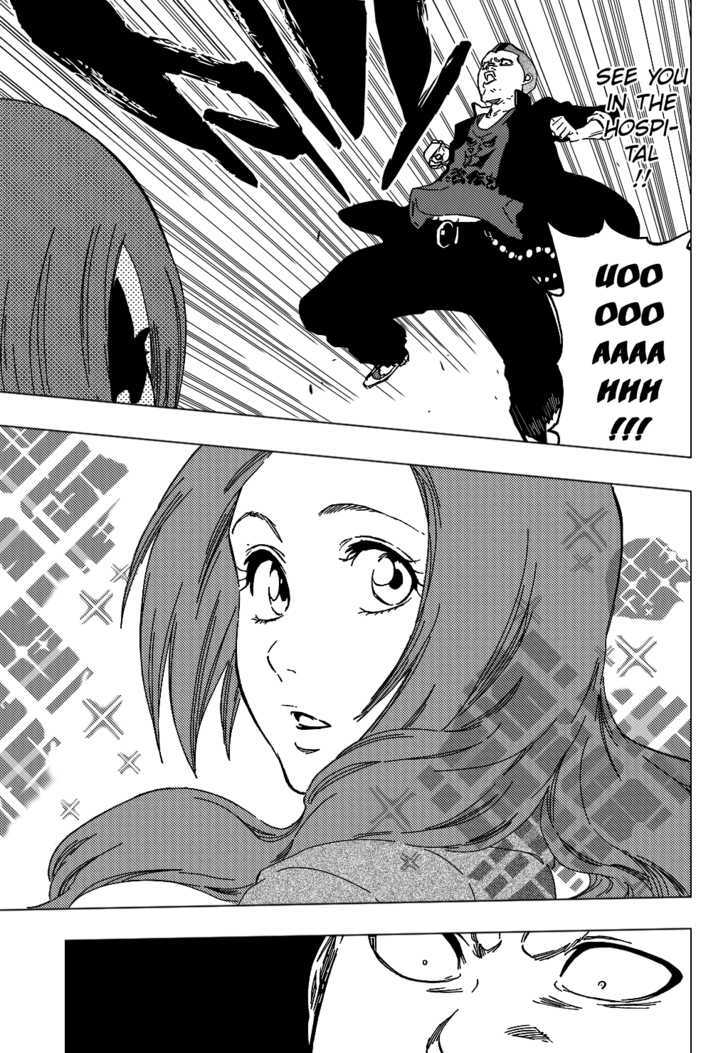 SEE YOU
IN THE
HOSPI-
TAL
!!
UOO
OOO
AAAA
HHH
!!!